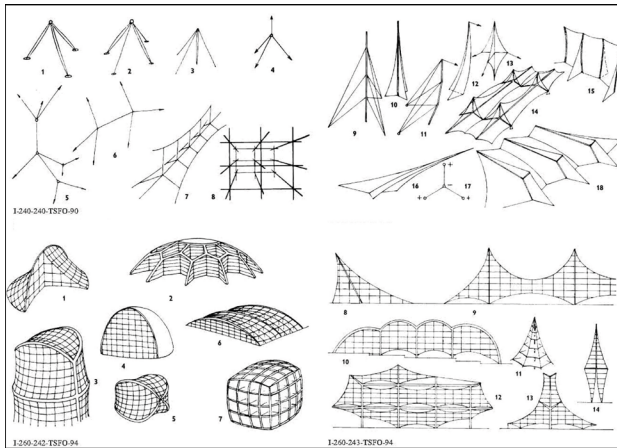 1 2 3 4
5 6 7 8
I-240-240-TSFO-90
9 10 11 12 13 14 15
16 17 18
1 2
3 4 5 6 7
I-260-242-TSFO-94
8 9
10 11
12 13 14
I-260-243-TSFO-94